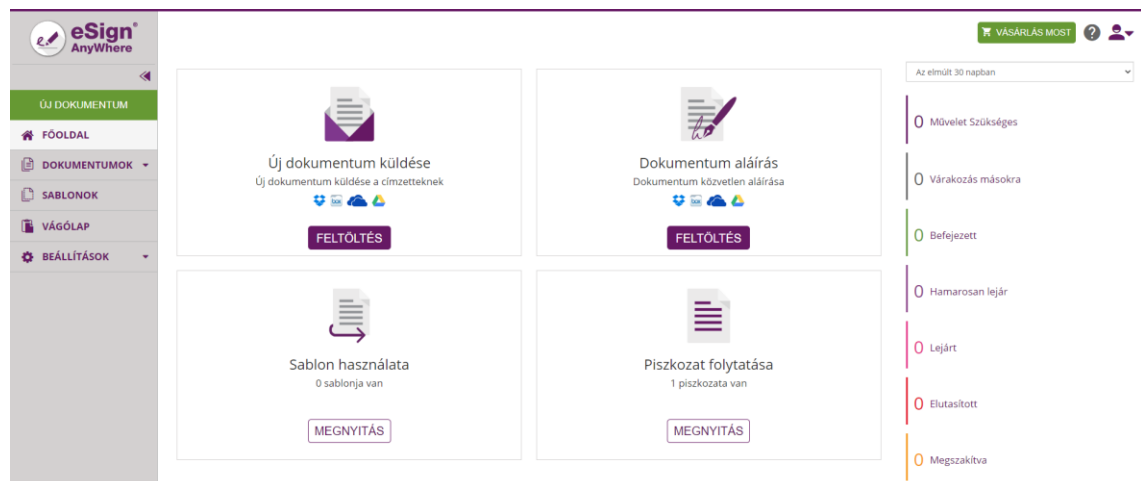 eSign®
AnyWhere
VÁSÁRLÁS MOST
ÚJ DOKUMENTUM
FŐOLDAL
DOKUMENTUMOK
SABLONOK
VÁGÓLAP
BEÁLLÍTÁSOK
Új dokumentum küldése
Új dokumentum küldése a címzetteknek
box
FELTÖLTÉS
Dokumentum aláírás
Dokumentum közvetlen aláírása
box
FELTÖLTÉS
Sablon használata
0 sablonja van
MEGNYITÁS
Piszkozat folytatása
1 piszkozata van
MEGNYITÁS
Az elmúlt 30 napban
0 Művelet Szükséges
0 Várakozás másokra
0 Befejezett
0 Hamarosan lejár
0 Lejárt
0 Elutasított
0 Megszakítva